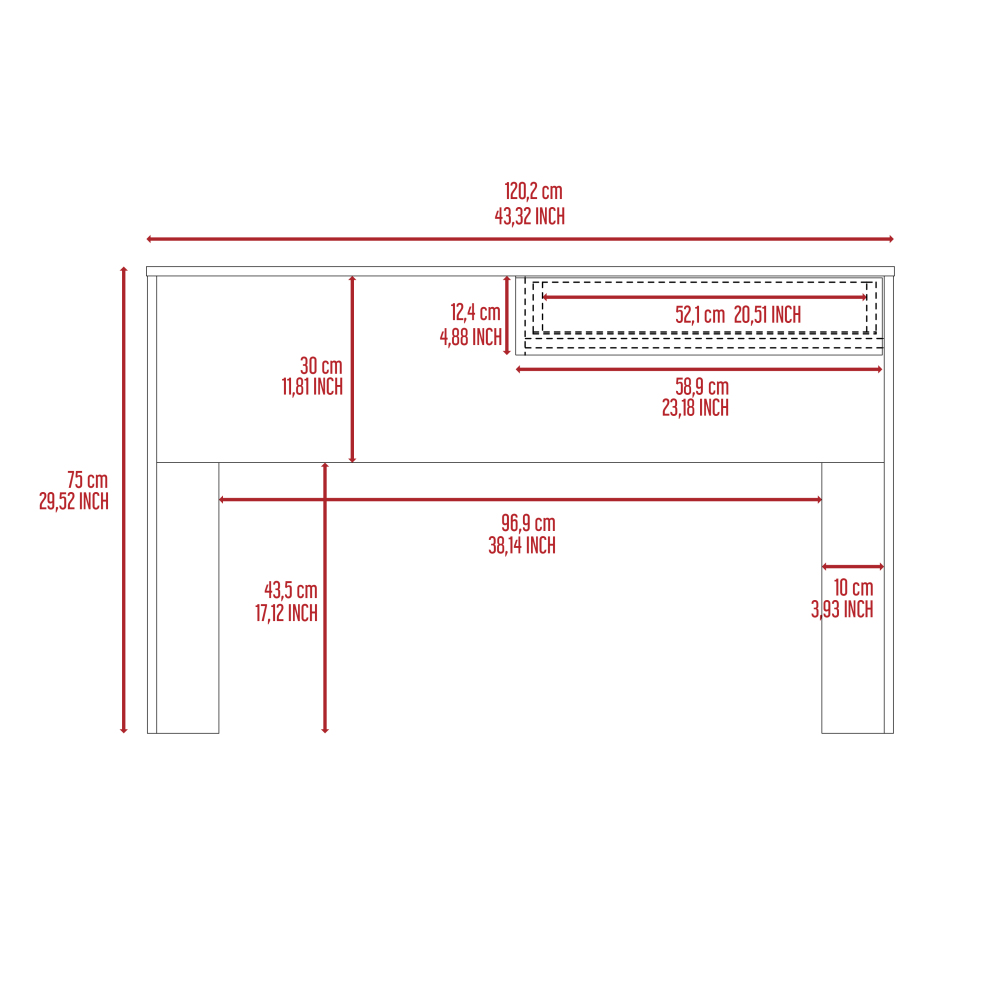 120,2 cm
43,32 INCH
12,4 cm
4,88 INCH
52,1 cm 20,51 INCH
30 cm
11,81 INCH
58,9 cm
23,18 INCH
75 cm
29,52 INCH
96,9 cm
38,14 INCH
43,5 cm
17,12 INCH
10 cm
3,93 INCH